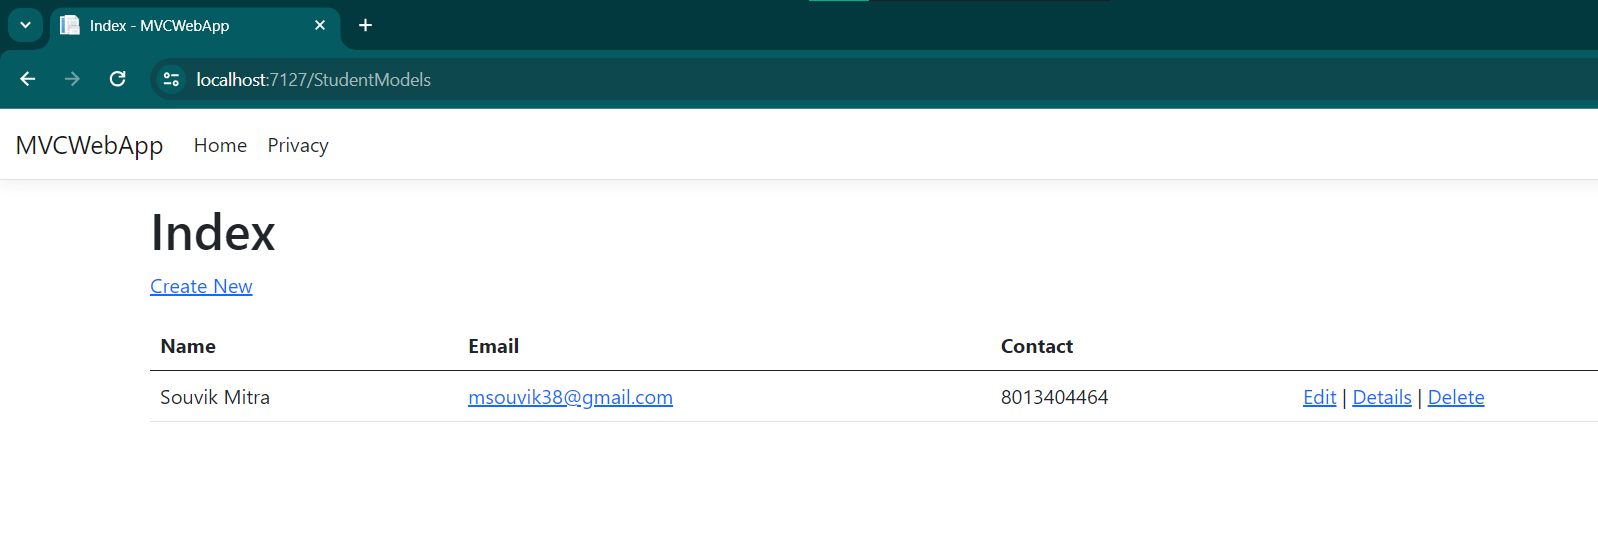 Index - MVCWebApp
localhost:7127/StudentModels
MVCWebApp Home Privacy
Index
Create New
Name Email Contact
Souvik Mitra msouvik38@gmail.com 8013404464 Edit | Details | Delete